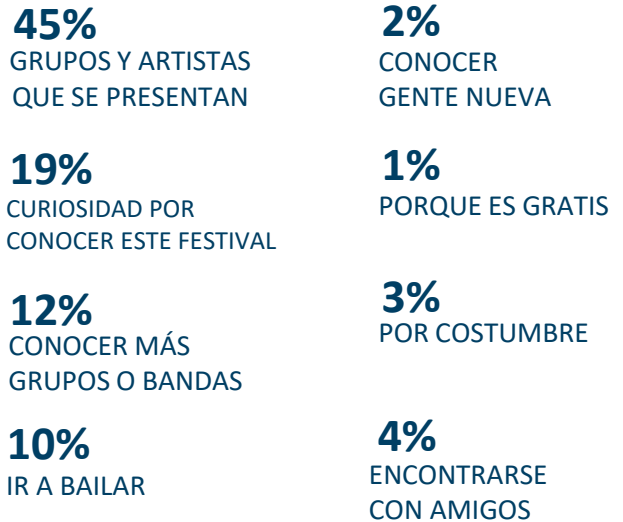 45%
GRUPOS Y ARTISTAS
QUE SE PRESENTAN
19%
CURIOSIDAD POR
CONOCER ESTE FESTIVAL
12%
CONOCER MÁS
GRUPOS O BANDAS
10%
IR A BAILAR
2%
CONOCER
GENTE NUEVA
1%
PORQUE ES GRATIS
3%
POR COSTUMBRE
4%
ENCONTRARSE
CON AMIGOS